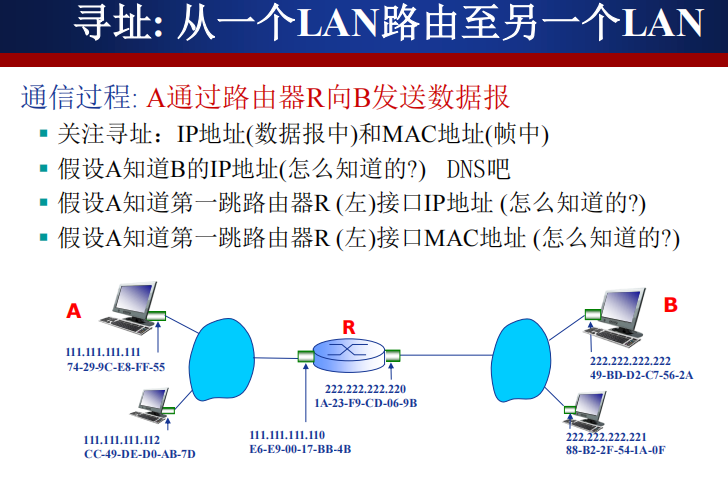 寻址: 从一个LAN路由至另一个LAN
通信过程: A通过路由器R向B发送数据报
关注寻址：IP地址(数据报中)和MAC地址(帧中)
假设A知道B的IP地址(怎么知道的?) DNS吧
假设A知道第一跳路由器R (左)接口IP地址 (怎么知道的?)
假设A知道第一跳路由器R (左)接口MAC地址 (怎么知道的?)
A
R
B
111.111.111.111
74-29-9C-E8-FF-55
222.222.222.220
1A-23-F9-CD-06-9B
222.222.222.222
49-BD-D2-C7-56-2A
111.111.111.112
CC-49-DE-D0-AB-7D
111.111.111.110
E6-E9-00-17-BB-4B
222.222.222.221
88-B2-2F-54-1A-0F